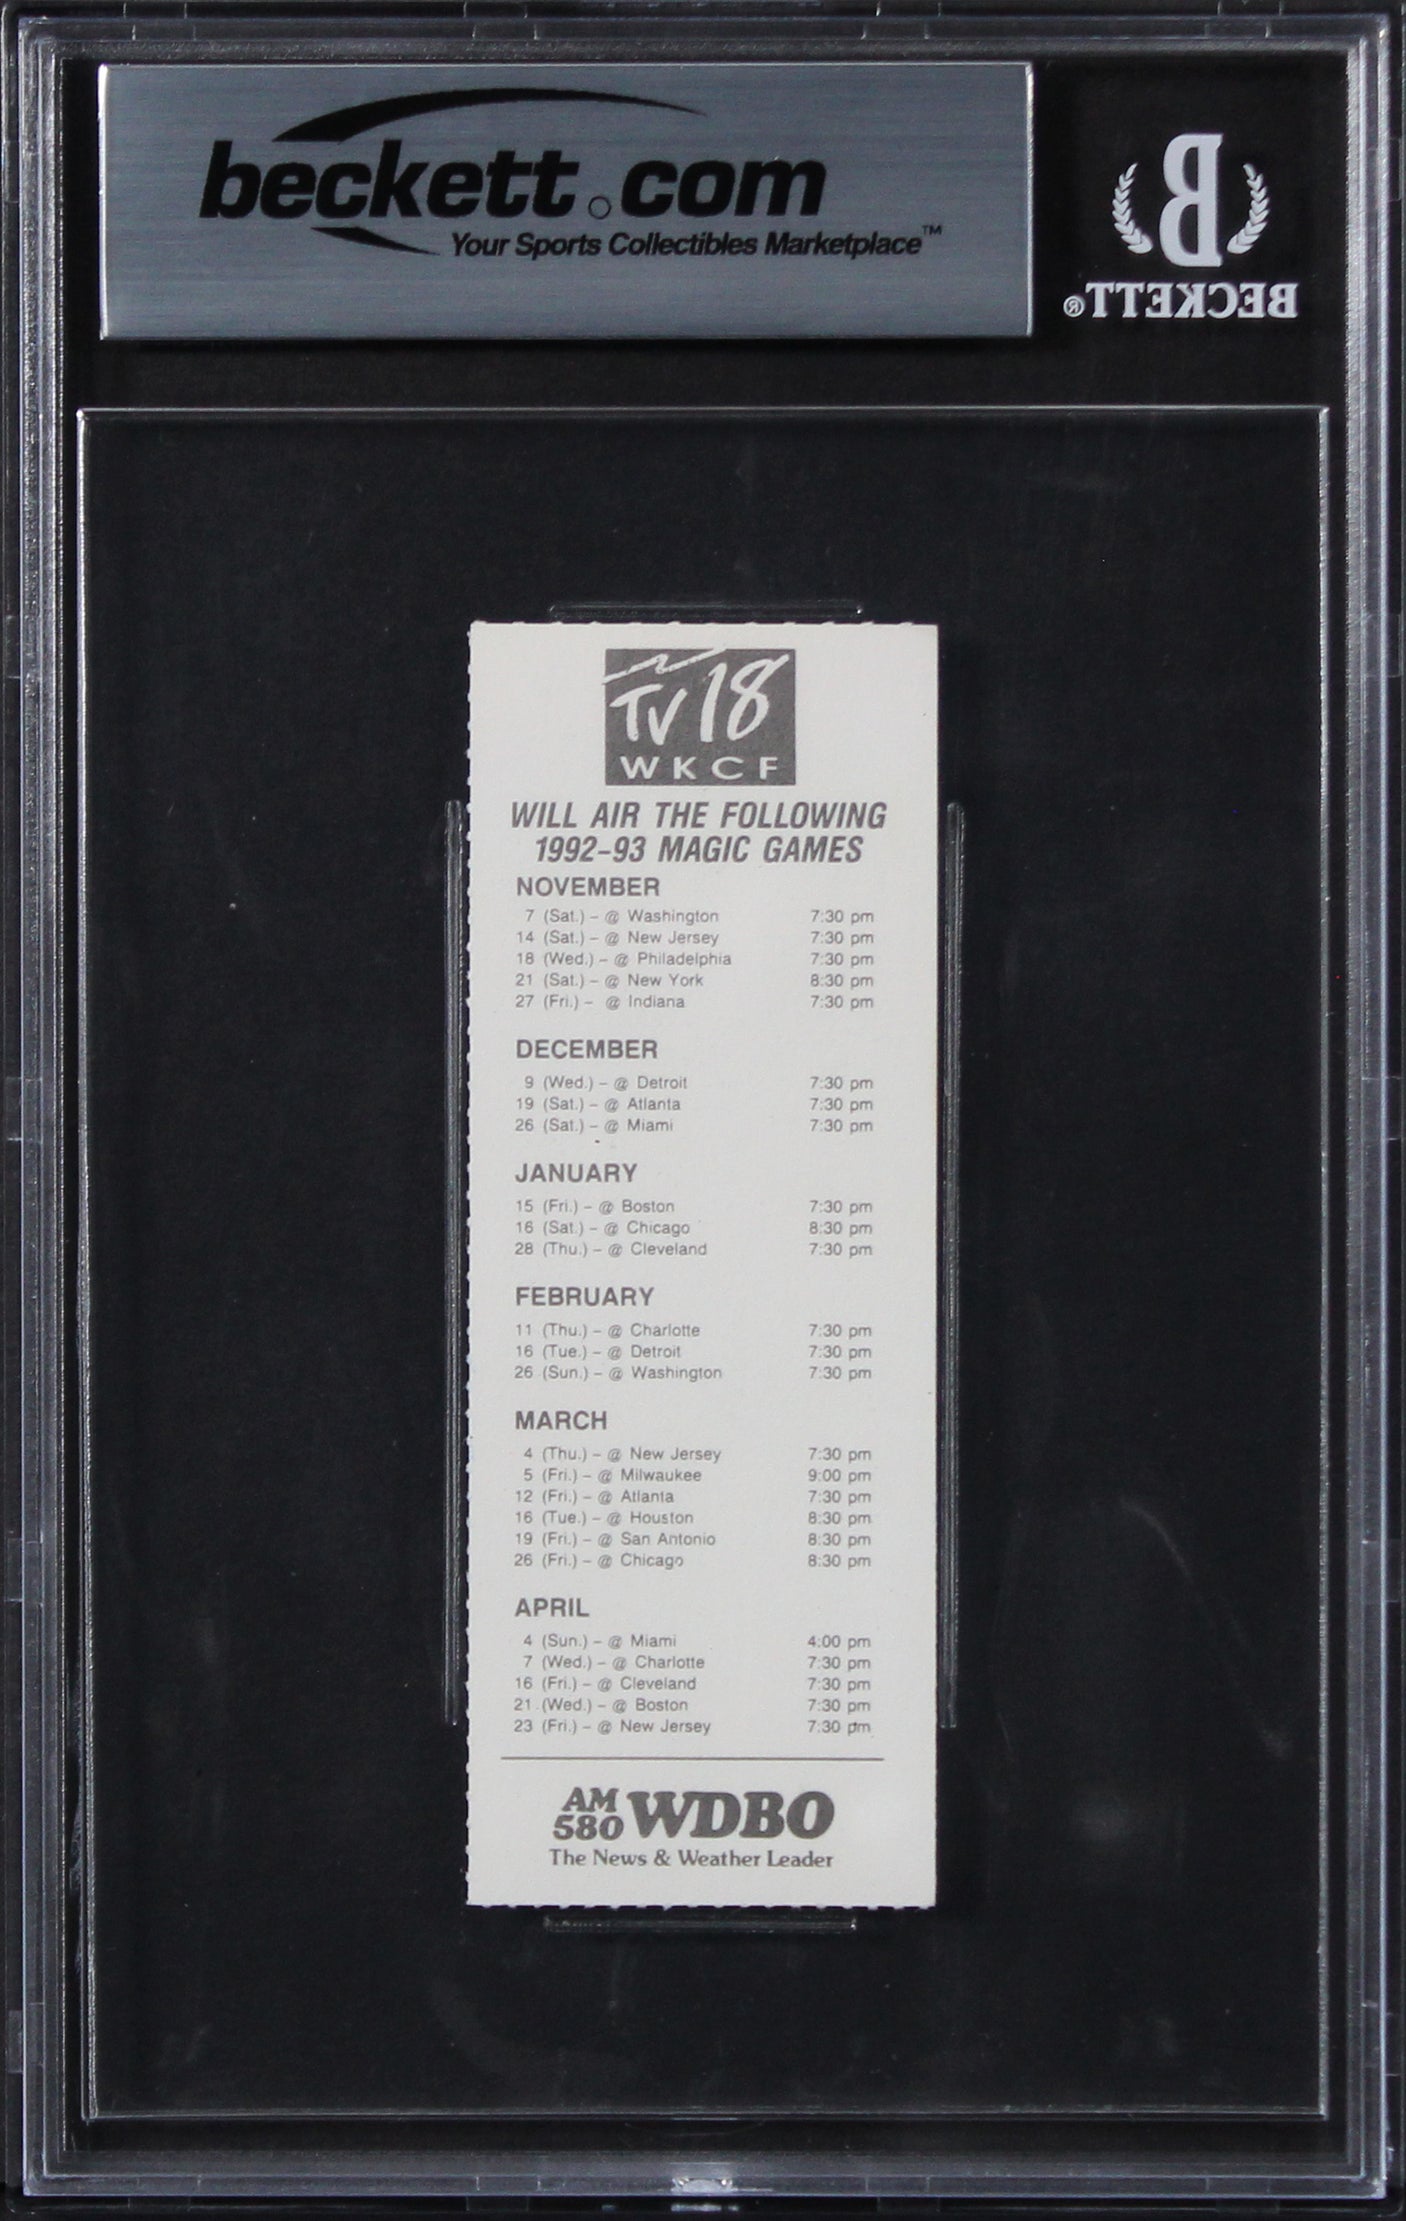 beckett.com
Your Sports Collectibles Marketplace™
B
BECKETT®
TV18
WKCF
WILL AIR THE FOLLOWING
1992-93 MAGIC GAMES
NOVEMBER
7 (Sat.) – @ Washington 7:30 pm
14 (Sat.) – @ New Jersey 7:30 pm
18 (Wed.) – @ Philadelphia 7:30 pm
21 (Sat.) – @ New York 8:30 pm
27 (Fri.) – @ Indiana 7:30 pm
DECEMBER
9 (Wed.) – @ Detroit 7:30 pm
19 (Sat.) – @ Atlanta 7:30 pm
26 (Sat.) – @ Miami 7:30 pm
JANUARY
15 (Fri.) – @ Boston 7:30 pm
16 (Sat.) – @ Chicago 8:30 pm
28 (Thu.) – @ Cleveland 7:30 pm
FEBRUARY
11 (Thu.) – @ Charlotte 7:30 pm
16 (Tue.) – @ Detroit 7:30 pm
26 (Sun.) – @ Washington 7:30 pm
MARCH
4 (Thu.) – @ New Jersey 7:30 pm
5 (Fri.) – @ Milwaukee 9:00 pm
12 (Fri.) – @ Atlanta 7:30 pm
16 (Tue.) – @ Houston 8:30 pm
19 (Fri.) – @ San Antonio 8:30 pm
26 (Fri.) – @ Chicago 8:30 pm
APRIL
4 (Sun.) – @ Miami 4:00 pm
7 (Wed.) – @ Charlotte 7:30 pm
16 (Fri.) – @ Cleveland 7:30 pm
21 (Wed.) – @ Boston 7:30 pm
23 (Fri.) – @ New Jersey 7:30 pm
AM 580 WDBO
The News & Weather Leader